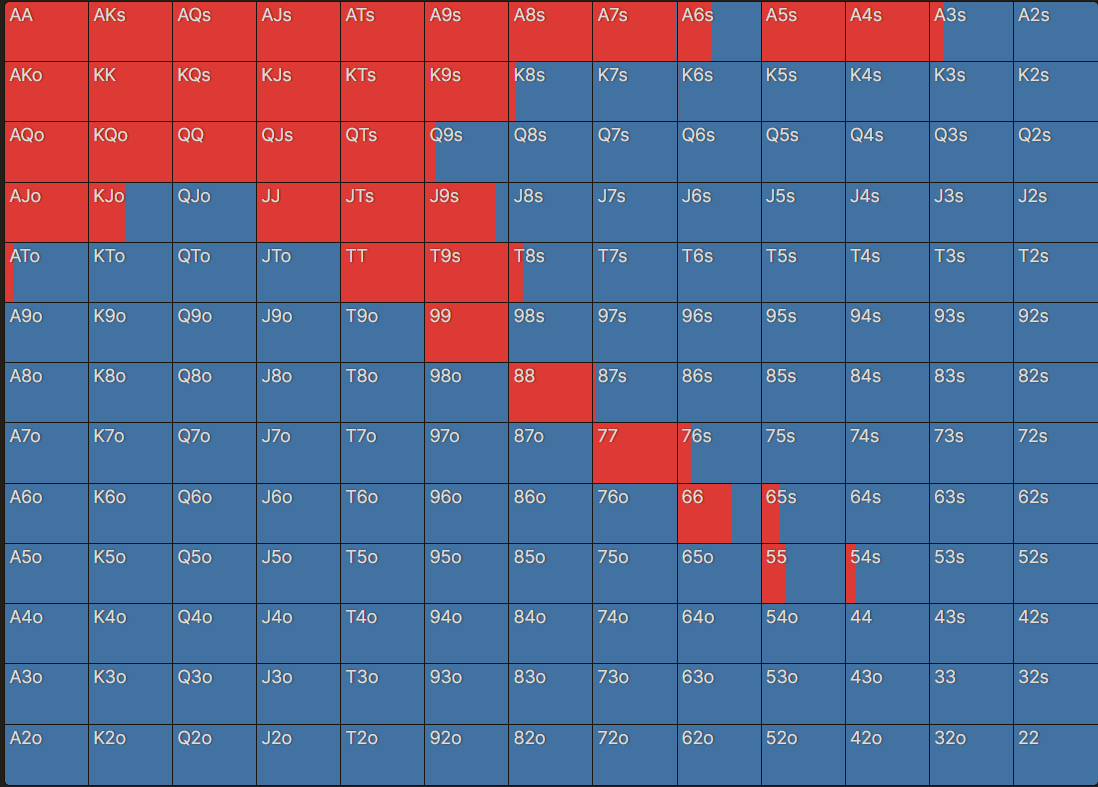 AA AKs AQs AJs ATs A9s A8s A7s A6s A5s A4s A3s A2s
AKo KK KQs KJs KTs K9s K8s K7s K6s K5s K4s K3s K2s
AQo KQo QQ QJs QTs Q9s Q8s Q7s Q6s Q5s Q4s Q3s Q2s
AJo KJo QJo JJ JTs J9s J8s J7s J6s J5s J4s J3s J2s
ATo KTo QTo JTo TT T9s T8s T7s T6s T5s T4s T3s T2s
A9o K9o Q9o J9o T9o 99 98s 97s 96s 95s 94s 93s 92s
A8o K8o Q8o J8o T8o 98o 88 87s 86s 85s 84s 83s 82s
A7o K7o Q7o J7o T7o 97o 87o 77 76s 75s 74s 73s 72s
A6o K6o Q6o J6o T6o 96o 86o 76o 66 65s 64s 63s 62s
A5o K5o Q5o J5o T5o 95o 85o 75o 65o 55 54s 53s 52s
A4o K4o Q4o J4o T4o 94o 84o 74o 64o 54o 44 43s 42s
A3o K3o Q3o J3o T3o 93o 83o 73o 63o 53o 43o 33 32s
A2o K2o Q2o J2o T2o 92o 82o 72o 62o 52o 42o 32o 22